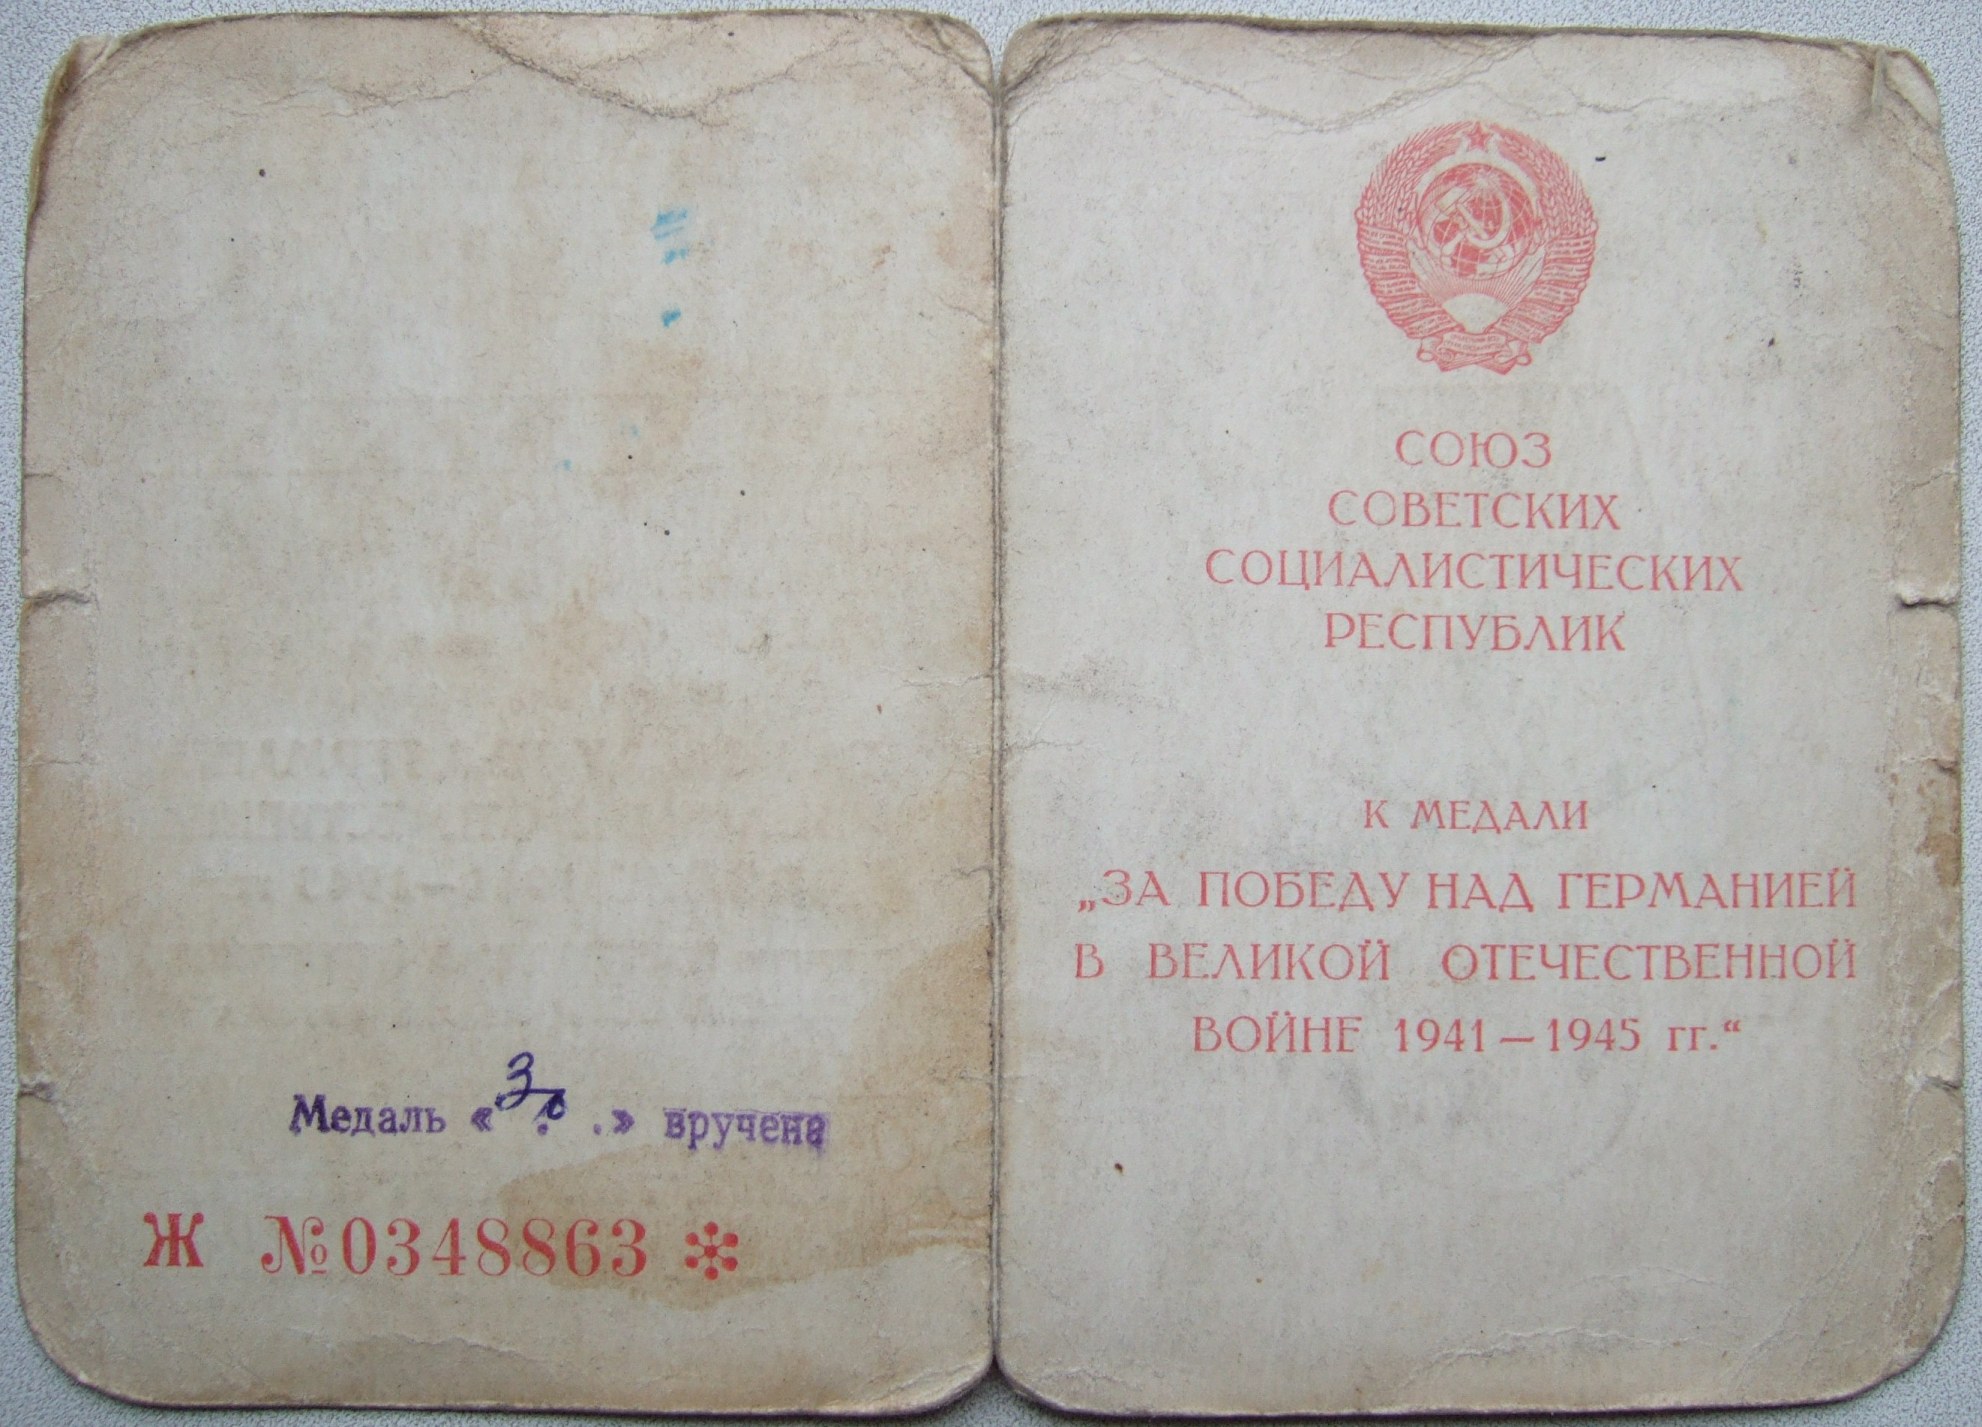 Медаль « . . » вручена
Ж №0348863
СОЮЗ
СОВЕТСКИХ
СОЦИАЛИСТИЧЕСКИХ
РЕСПУБЛИК
К МЕДАЛИ
„ЗА ПОБЕДУ НАД ГЕРМАНИЕЙ
В ВЕЛИКОЙ ОТЕЧЕСТВЕННОЙ
ВОЙНЕ 1941—1945 гг.“